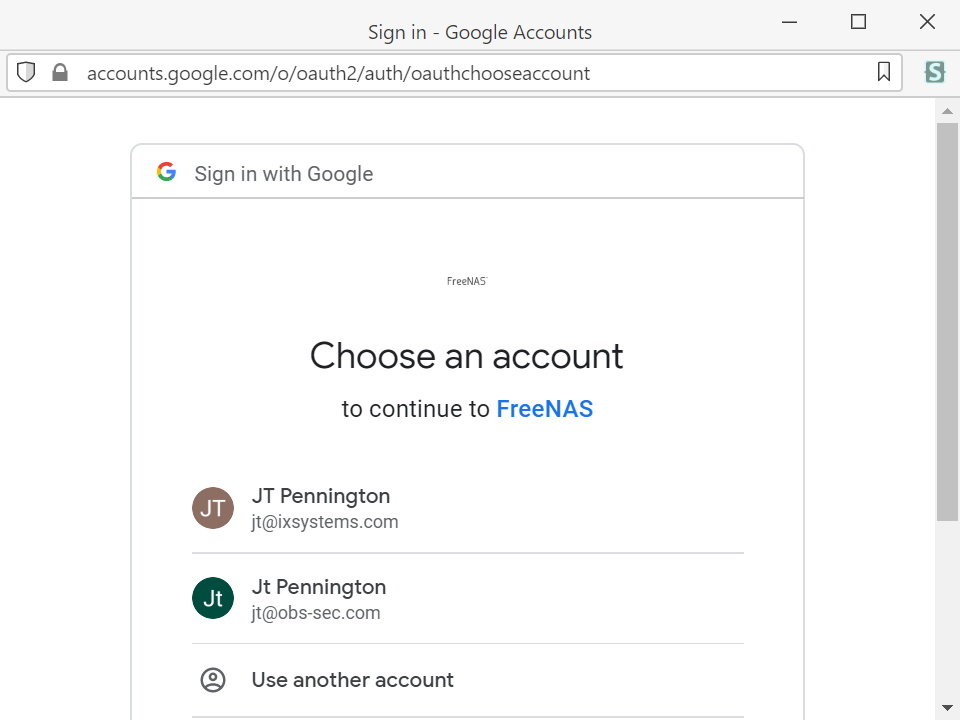 Sign in - Google Accounts
accounts.google.com/o/oauth2/auth/oauthchooseaccount
S
G Sign in with Google
FreeNAS
Choose an account
to continue to FreeNAS
JT
JT Pennington
jt@ixsystems.com
Jt
Jt Pennington
jt@obs-sec.com
Use another account